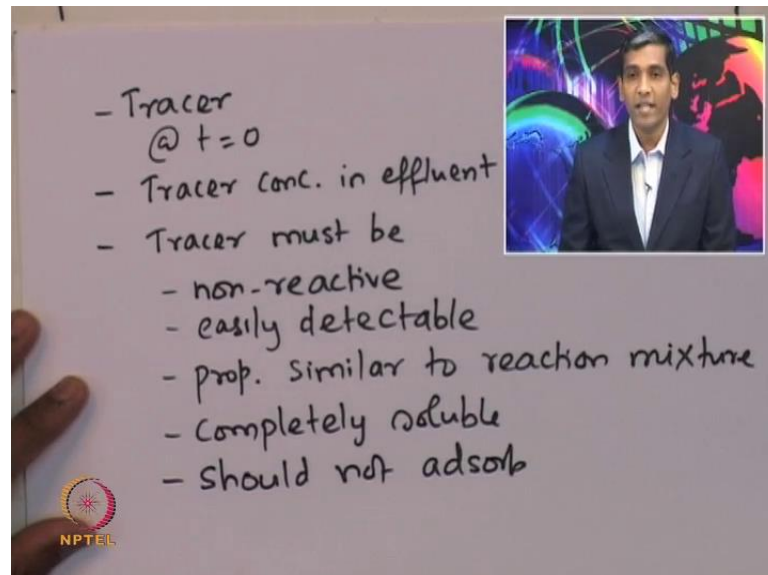 - Tracer
@ t=0
- Tracer conc. in effluent
- Tracer must be
- non-reactive
- easily detectable
- prop. similar to reaction mixture
- Completely soluble
- should not adsorb
NPTEL